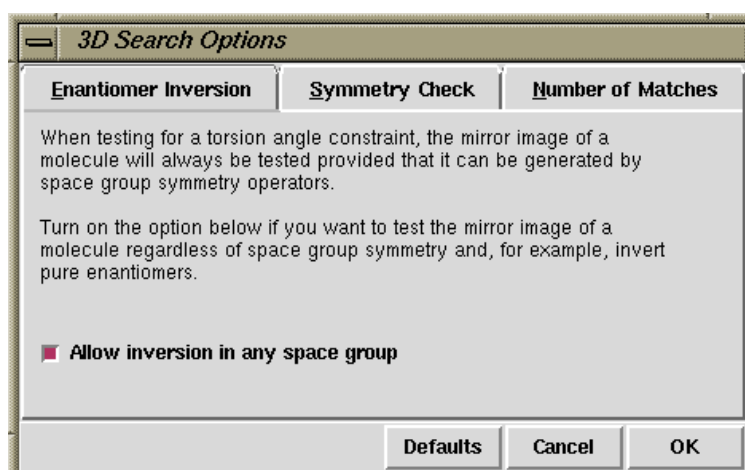 3D Search Options
Enantiomer Inversion Symmetry Check Number of Matches
When testing for a torsion angle constraint, the mirror image of a
molecule will always be tested provided that it can be generated by
space group symmetry operators.
Turn on the option below if you want to test the mirror image of a
molecule regardless of space group symmetry and, for example, invert
pure enantiomers.
Allow inversion in any space group
Defaults Cancel OK